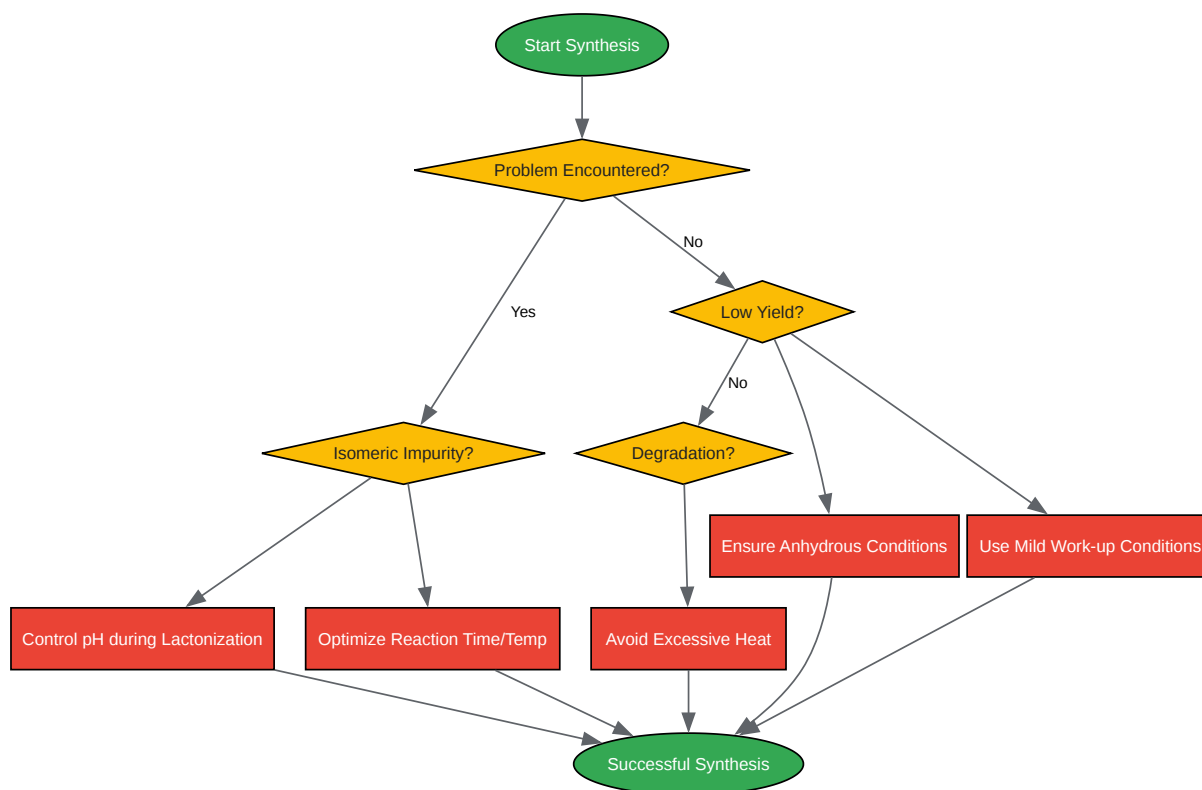 Start Synthesis
Problem Encountered?
No
Yes
Low Yield?
No
Isomeric Impurity?
Degradation?
Ensure Anhydrous Conditions
Use Mild Work-up Conditions
Control pH during Lactonization
Optimize Reaction Time/Temp
Avoid Excessive Heat
Successful Synthesis